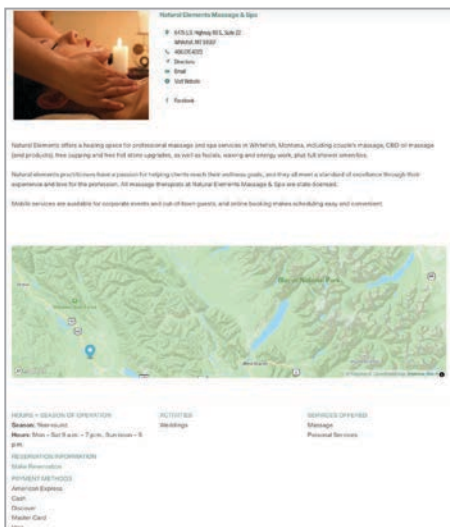 Natural Elements Massage & Spa
Whitefish, MT 59937
Directions
Email
Visit Website
Facebook
Natural Elements offers a healing space for professional massage and spa services in Whitefish, Montana, including couple's massage, CBD oil massage
(and products), free cupping and free hot stone upgrades, as well as facials, waxing and energy work, plus full shower amenities.
Natural elements practitioners have a passion for helping clients reach their wellness goals, and they all meet a standard of excellence through their
experience and love for the profession. All massage therapists at Natural Elements Massage & Spa are state-licensed.
Mobile services are available for corporate events and out-of-town guests, and online booking makes scheduling easy and convenient.
Glacier National Park
HOURS + SEASON OF OPERATION
Season: Year-round
Hours: Mon – Sat 9 a.m. – 7 p.m., Sun noon – 6
p.m.
RESERVATION INFORMATION
Make Reservation
PAYMENT METHODS
American Express
Cash
Discover
Master Card
ACTIVITIES
Weddings
SERVICES OFFERED
Massage
Personal Services